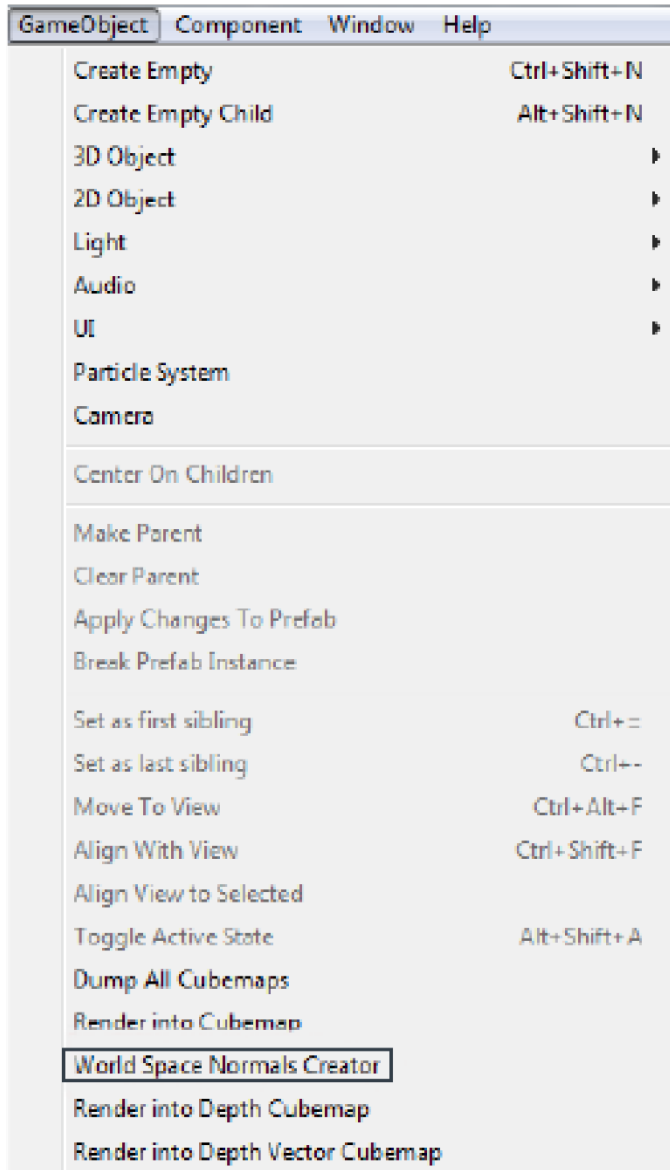 GameObject Component Window Help
Create Empty Ctrl+Shift+N
Create Empty Child Alt+Shift+N
3D Object
2D Object
Light
Audio
UI
Particle System
Camera
Center On Children
Make Parent
Clear Parent
Apply Changes To Prefab
Break Prefab Instance
Set as first sibling Ctrl+=
Set as last sibling Ctrl+-
Move To View Ctrl+Alt+F
Align With View Ctrl+Shift+F
Align View to Selected
Toggle Active State Alt+Shift+A
Dump All Cubemaps
Render into Cubemap
World Space Normals Creator
Render into Depth Cubemap
Render into Depth Vector Cubemap